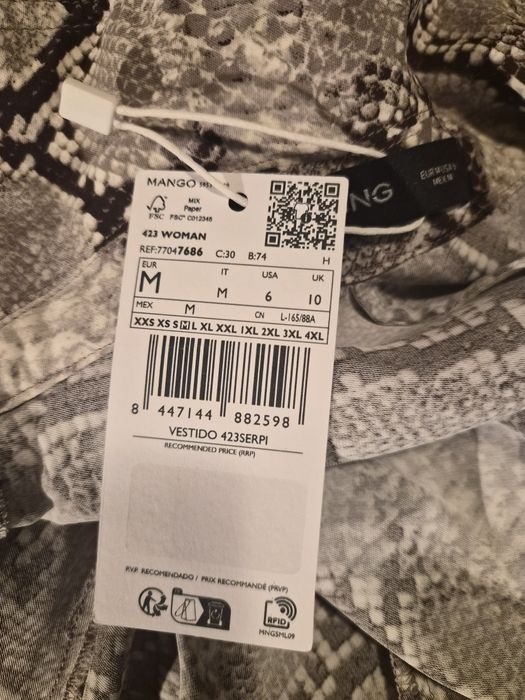 MANGO
MIX
Paper
FSC FSC® C012345
423 WOMAN
REF:77047686 C:30 B:74 H
EUR IT USA UK
M M 6 10
MEX M CN L-165/88A
XXS XS S M L XL XXL 1XL 2XL 3XL 4XL
8 447144 882598
VESTIDO 423SERPI
RECOMMENDED PRICE (RRP)
P.V.P. RECOMENDADO / PRIX RECOMMANDÉ (PRVP)
RFID
MNGSML09
NG